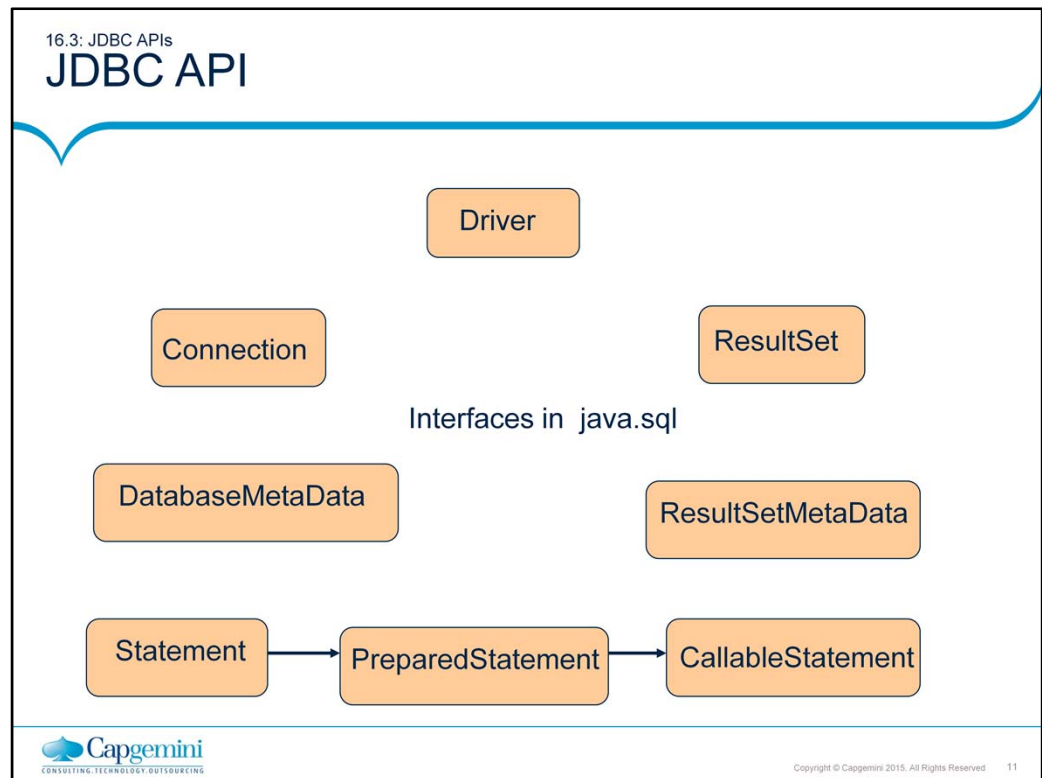 16.3: JDBC APIs
JDBC API
Driver
Connection
ResultSet
Interfaces in java.sql
DatabaseMetaData
ResultSetMetaData
Statement
PreparedStatement
CallableStatement
Capgemini
CONSULTING.TECHNOLOGY.OUTSOURCING
Copyright © Capgemini 2015. All Rights Reserved 11